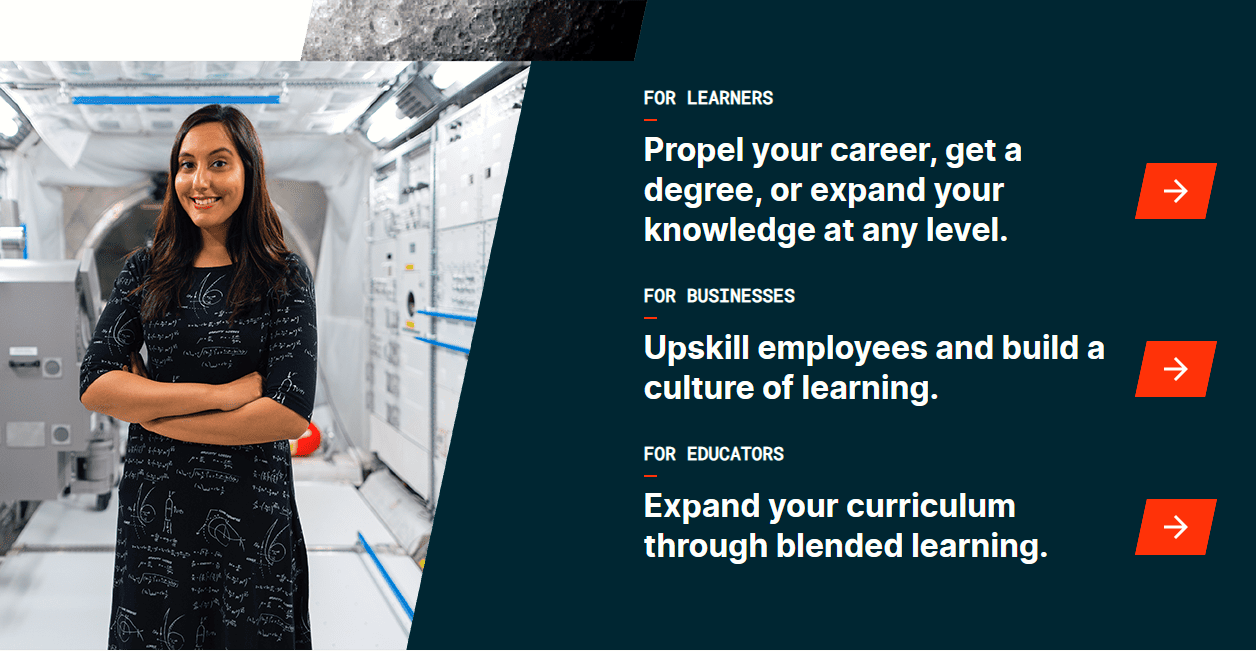 FOR LEARNERS
Propel your career, get a
degree, or expand your
knowledge at any level.
FOR BUSINESSES
Upskill employees and build a
culture of learning.
FOR EDUCATORS
Expand your curriculum
through blended learning.